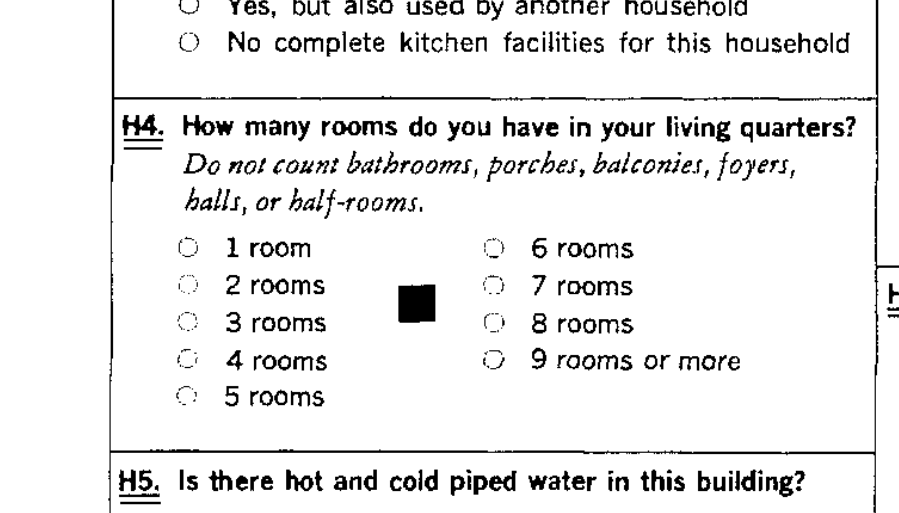 Yes, but also used by another household
No complete kitchen facilities for this household
H4. How many rooms do you have in your living quarters?
Do not count bathrooms, porches, balconies, foyers,
halls, or half-rooms.
1 room
2 rooms
3 rooms
4 rooms
5 rooms
6 rooms
7 rooms
8 rooms
9 rooms or more
H5. Is there hot and cold piped water in this building?